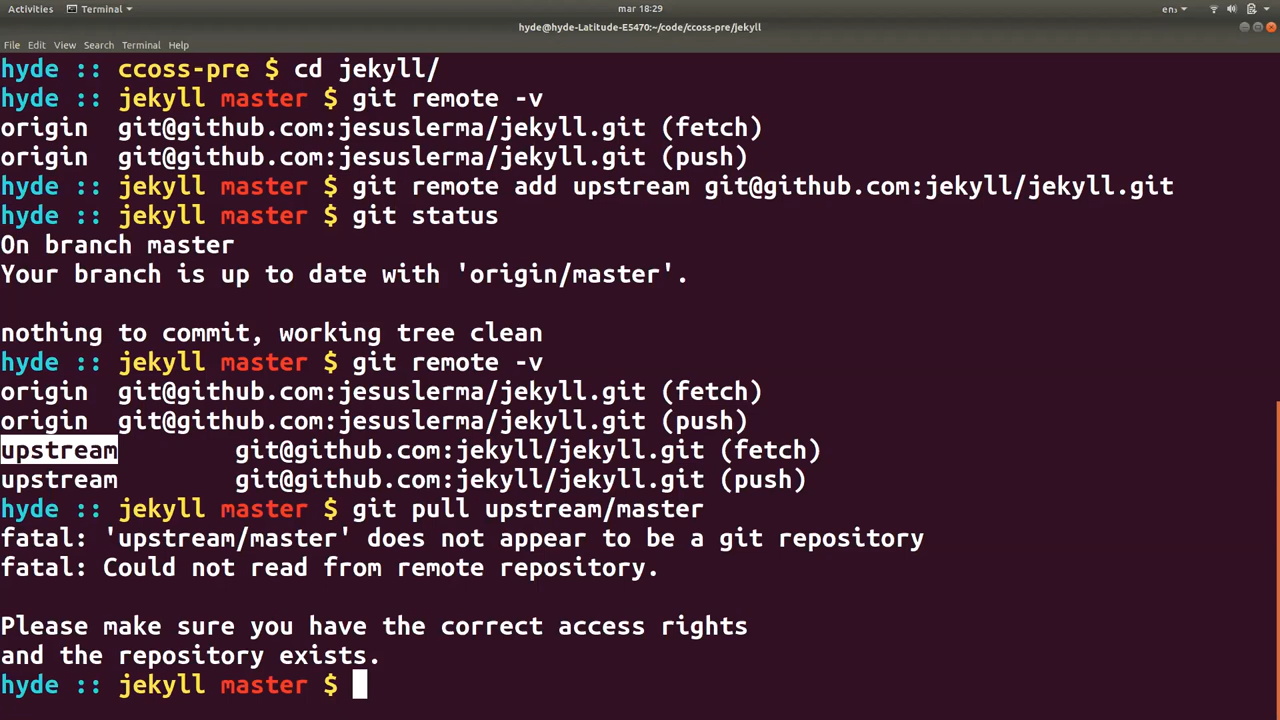 Activities Terminal mar 18:29 en₃
hyde@hyde-Latitude-E5470:~/code/ccoss-pre/jekyll
File Edit View Search Terminal Help
hyde :: ccoss-pre $ cd jekyll/
hyde :: jekyll master $ git remote -v
origin git@github.com:jesuslerma/jekyll.git (fetch)
origin git@github.com:jesuslerma/jekyll.git (push)
hyde :: jekyll master $ git remote add upstream git@github.com:jekyll/jekyll.git
hyde :: jekyll master $ git status
On branch master
Your branch is up to date with 'origin/master'.
nothing to commit, working tree clean
hyde :: jekyll master $ git remote -v
origin git@github.com:jesuslerma/jekyll.git (fetch)
origin git@github.com:jesuslerma/jekyll.git (push)
upstream git@github.com:jekyll/jekyll.git (fetch)
upstream git@github.com:jekyll/jekyll.git (push)
hyde :: jekyll master $ git pull upstream/master
fatal: 'upstream/master' does not appear to be a git repository
fatal: Could not read from remote repository.
Please make sure you have the correct access rights
and the repository exists.
hyde :: jekyll master $